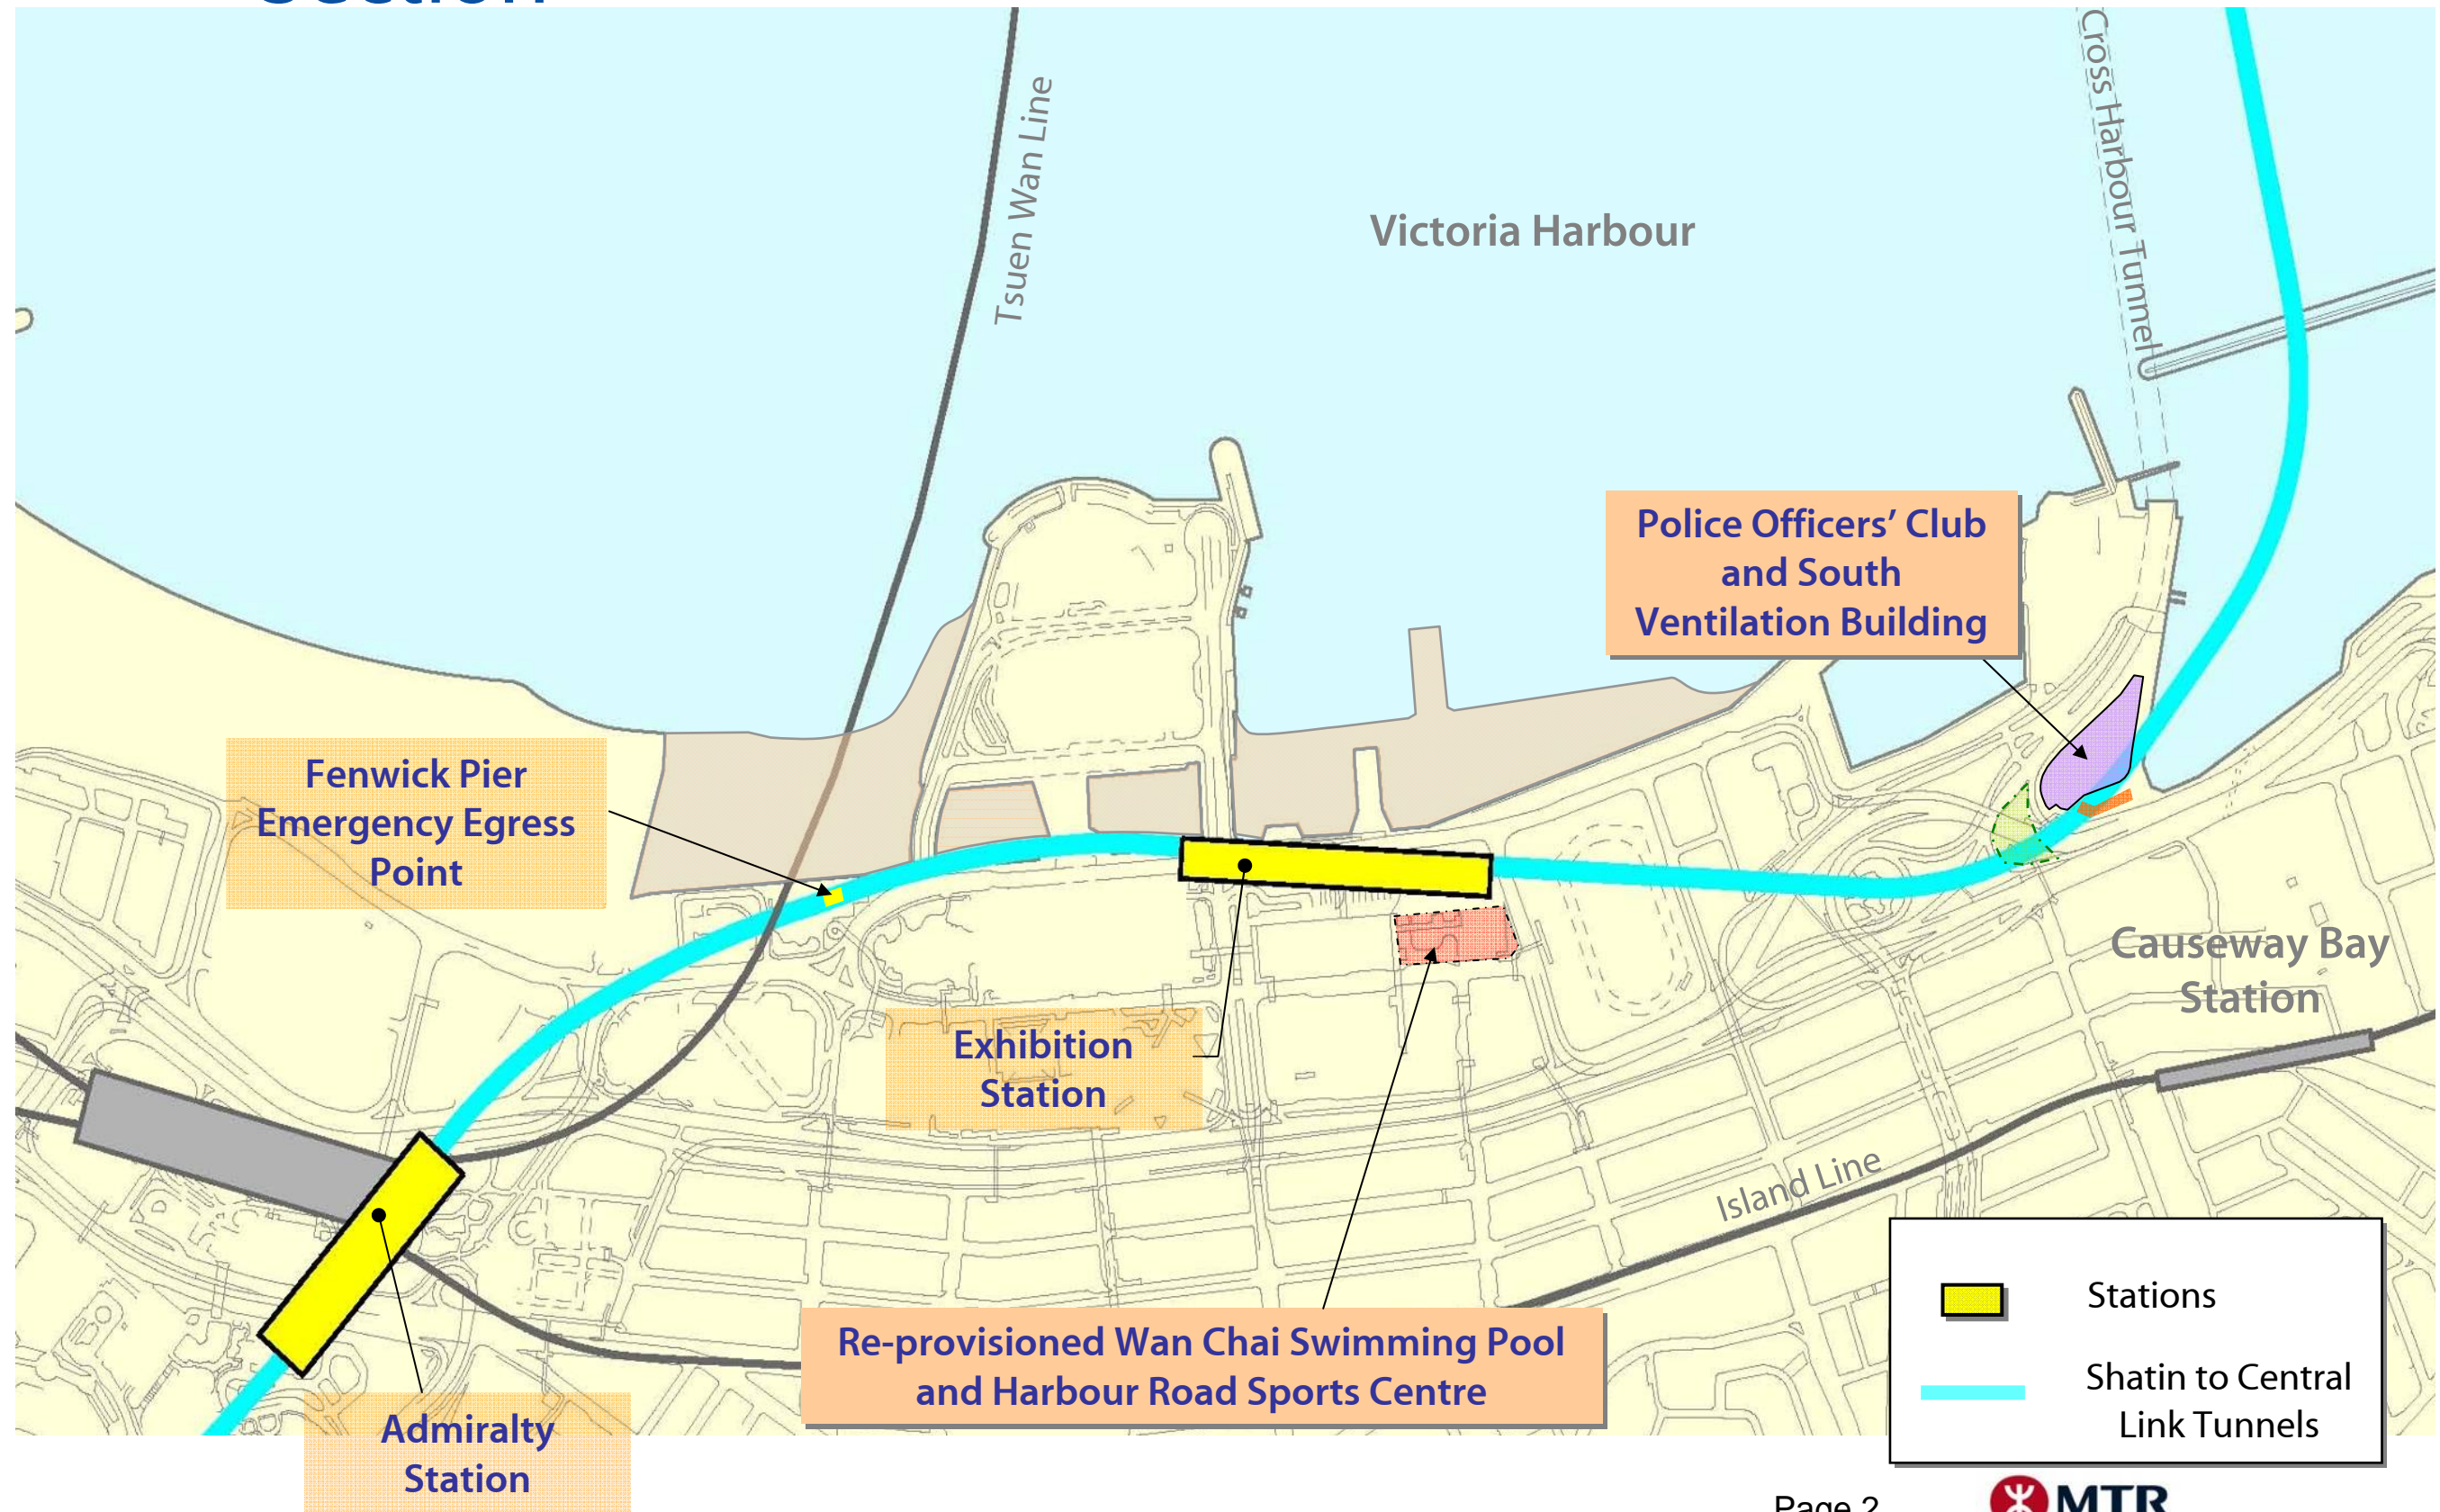 Tsuen Wan Line
Cross Harbour Tunnel
Victoria Harbour
Police Officers’ Club
and South
Ventilation Building
Fenwick Pier
Emergency Egress
Point
Causeway Bay
Station
Exhibition
Station
Island Line
Stations
Re-provisioned Wan Chai Swimming Pool
and Harbour Road Sports Centre
Shatin to Central
Link Tunnels
Admiralty
Station
Page 2
MTR